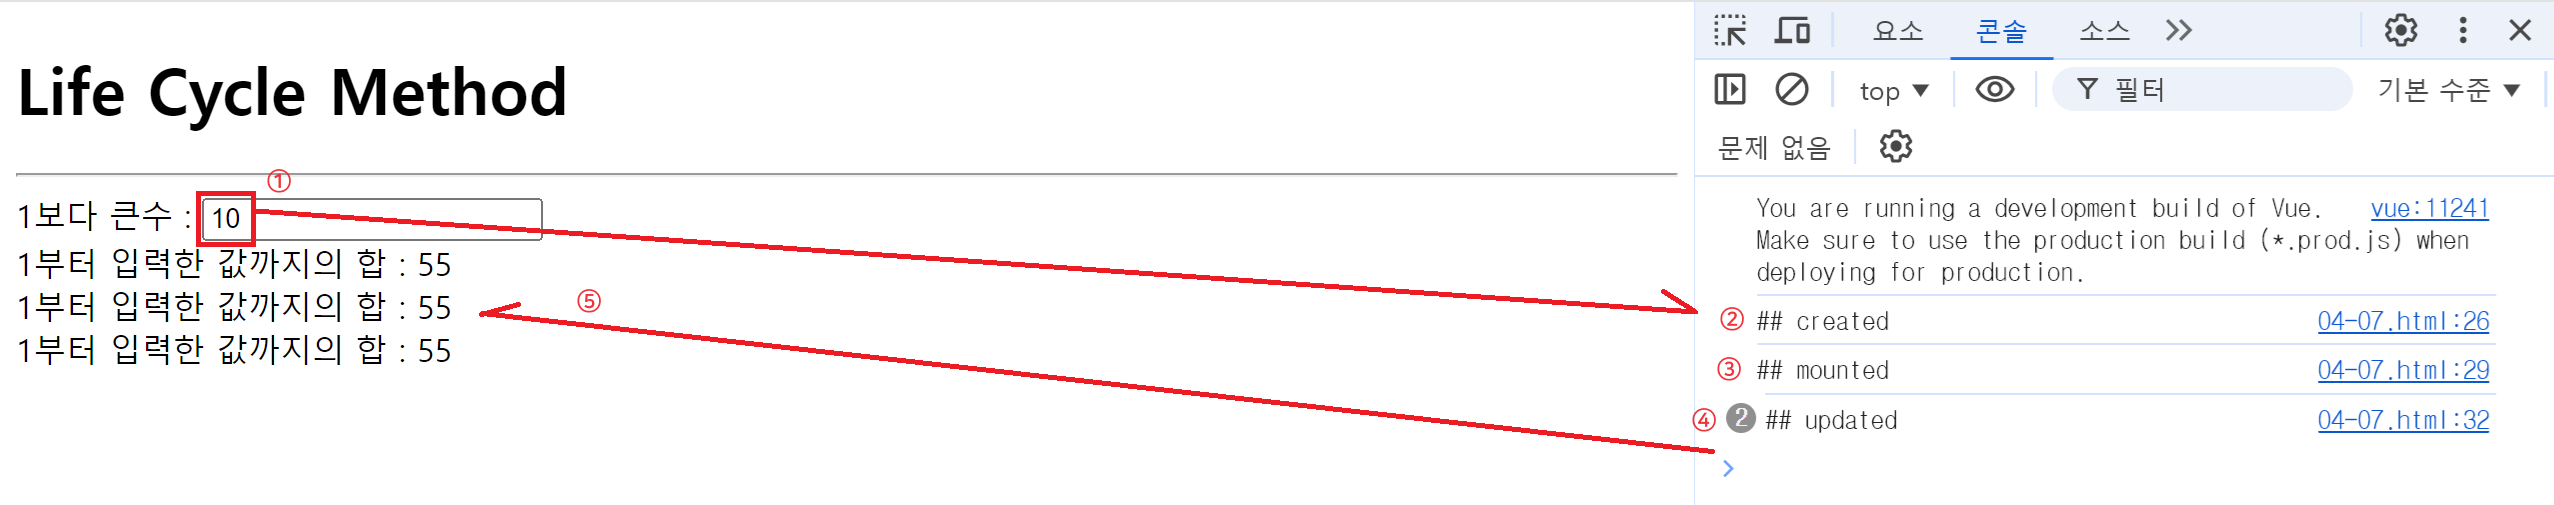 Life Cycle Method
①
1보다 큰수 : 10
1부터 입력한 값까지의 합 : 55
1부터 입력한 값까지의 합 : 55
⑤
1부터 입력한 값까지의 합 : 55
요소 콘솔 소스
top 필터 기본 수준
문제 없음
You are running a development build of Vue. vue:11241
Make sure to use the production build (*.prod.js) when
deploying for production.
② ## created 04-07.html:26
③ ## mounted 04-07.html:29
④ 2 ## updated 04-07.html:32